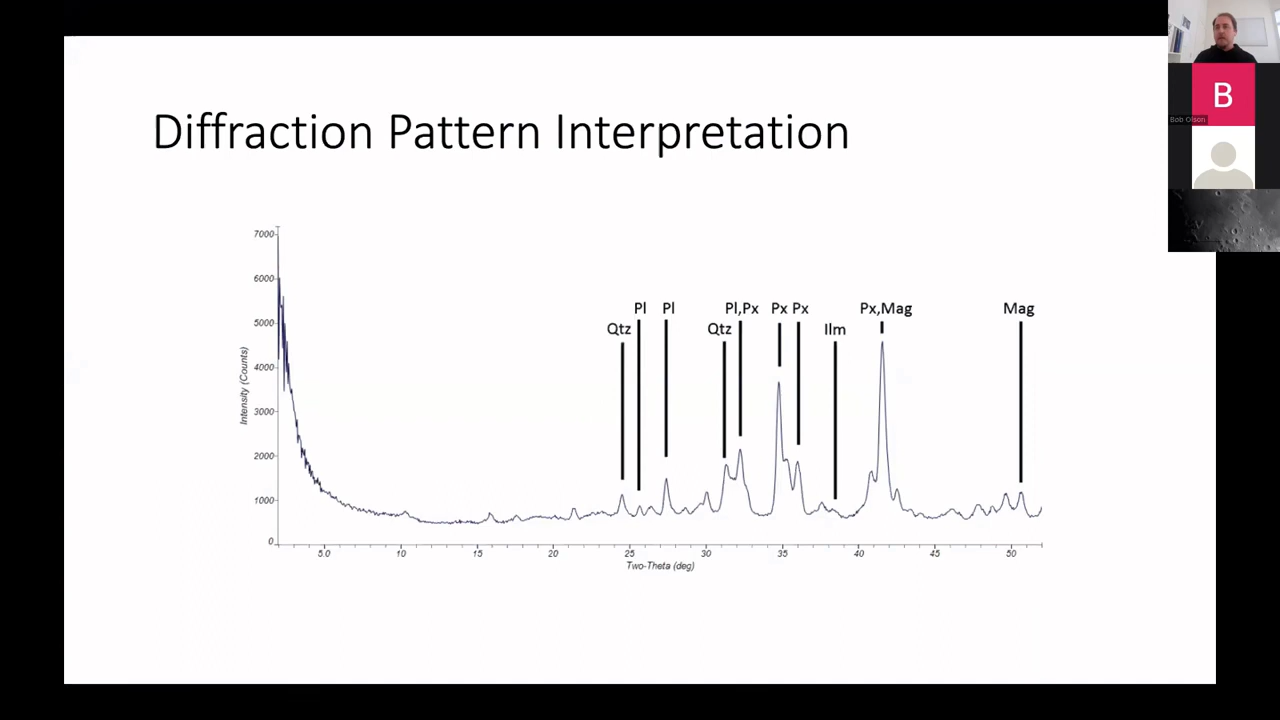 Diffraction Pattern Interpretation
B
Bob Olson
7000
6000
5000
4000
3000
2000
1000
0
Intensity (Counts)
Pl Pl Pl,Px Px Px Px,Mag Mag
Qtz Qtz Ilm
5.0 10 15 20 25 30 35 40 45 50
Two-Theta (deg)